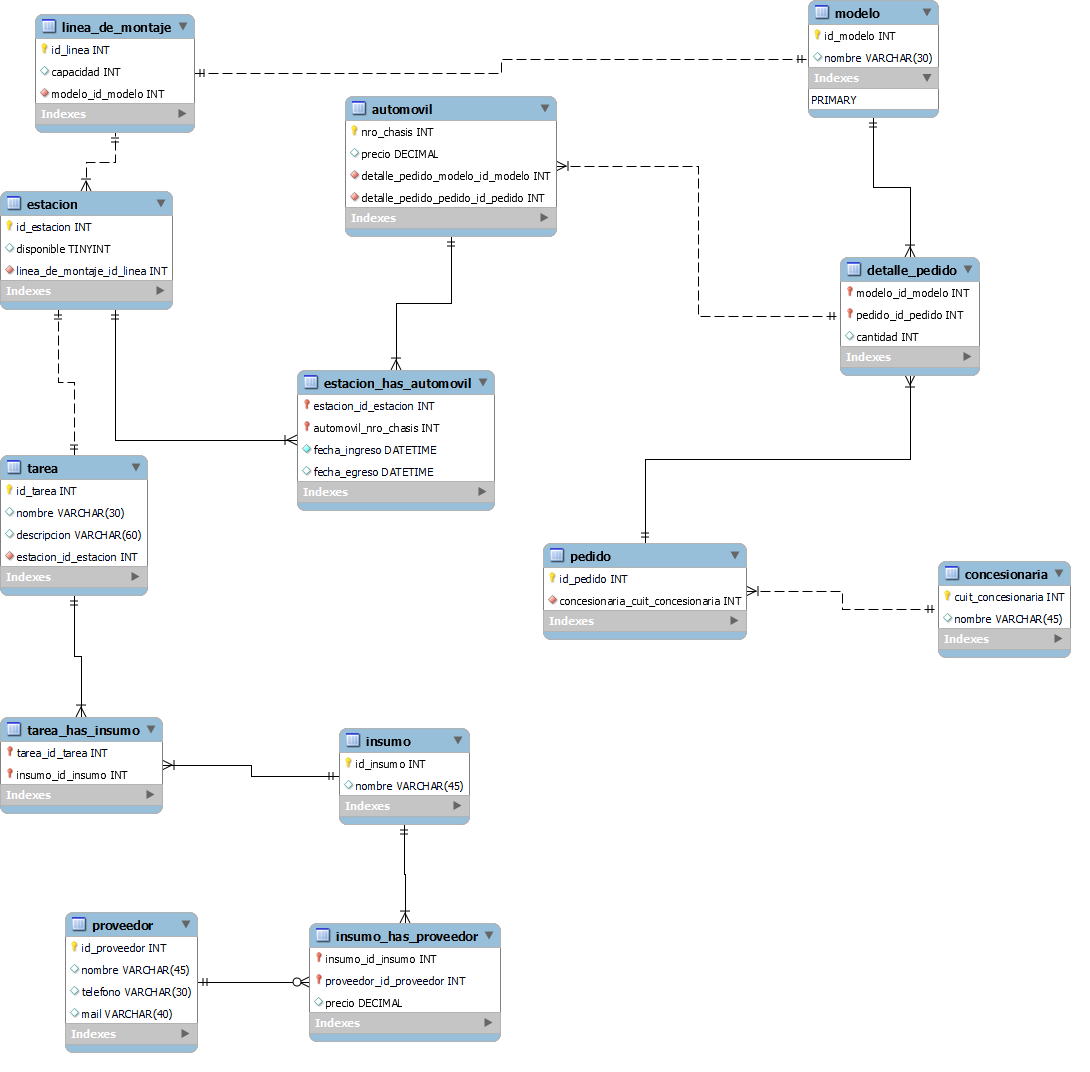 linea_de_montaje
id_linea INT
capacidad INT
modelo_id_modelo INT
Indexes
modelo
id_modelo INT
nombre VARCHAR(30)
Indexes
PRIMARY
automovil
nro_chasis INT
precio DECIMAL
detalle_pedido_modelo_id_modelo INT
detalle_pedido_pedido_id_pedido INT
Indexes
estacion
id_estacion INT
disponible TINYINT
linea_de_montaje_id_linea INT
Indexes
detalle_pedido
modelo_id_modelo INT
pedido_id_pedido INT
cantidad INT
Indexes
estacion_has_automovil
estacion_id_estacion INT
automovil_nro_chasis INT
fecha_ingreso DATETIME
fecha_egreso DATETIME
Indexes
tarea
id_tarea INT
nombre VARCHAR(30)
descripcion VARCHAR(60)
estacion_id_estacion INT
Indexes
pedido
id_pedido INT
concesionaria_cuit_concesionaria INT
Indexes
concesionaria
cuit_concesionaria INT
nombre VARCHAR(45)
Indexes
tarea_has_insumo
tarea_id_tarea INT
insumo_id_insumo INT
Indexes
insumo
id_insumo INT
nombre VARCHAR(45)
Indexes
proveedor
id_proveedor INT
nombre VARCHAR(45)
telefono VARCHAR(30)
mail VARCHAR(40)
Indexes
insumo_has_proveedor
insumo_id_insumo INT
proveedor_id_proveedor INT
precio DECIMAL
Indexes